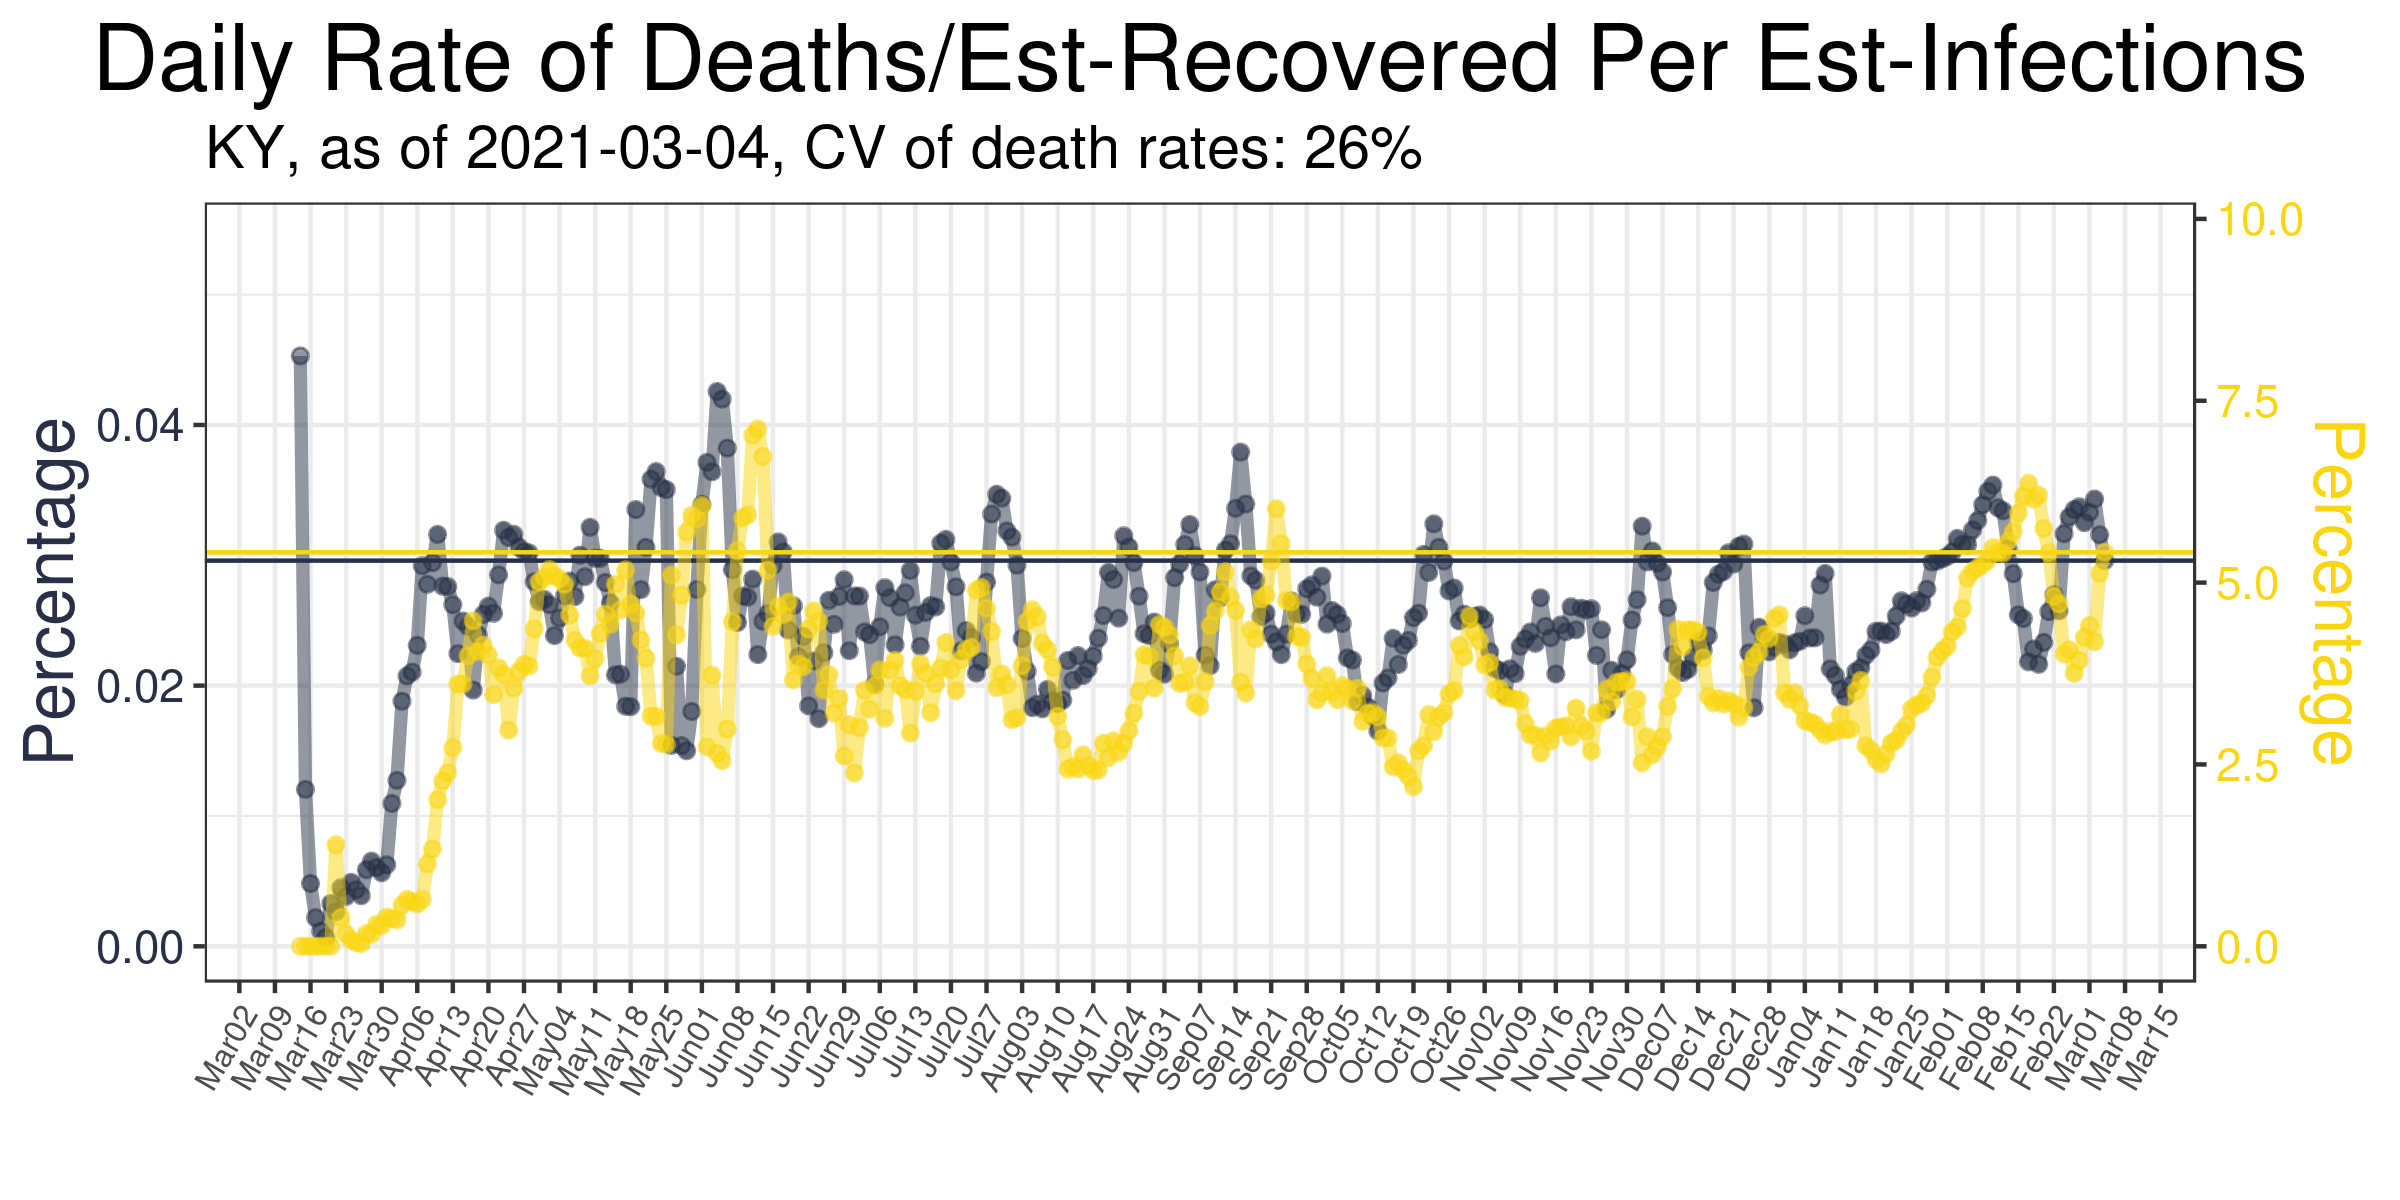 Daily Rate of Deaths/Est-Recovered Per Est-Infections
KY, as of 2021-03-04, CV of death rates: 26%
Percentage
0.04
0.02
0.00
10.0
7.5
5.0
2.5
0.0
Percentage
Mar02
Mar09
Mar16
Mar23
Mar30
Apr06
Apr13
Apr20
Apr27
May04
May11
May18
May25
Jun01
Jun08
Jun15
Jun22
Jun29
Jul06
Jul13
Jul20
Jul27
Aug03
Aug10
Aug17
Aug24
Aug31
Sep07
Sep14
Sep21
Sep28
Oct05
Oct12
Oct19
Oct26
Nov02
Nov09
Nov16
Nov23
Nov30
Dec07
Dec14
Dec21
Dec28
Jan04
Jan11
Jan18
Jan25
Feb01
Feb08
Feb15
Feb22
Mar01
Mar08
Mar15